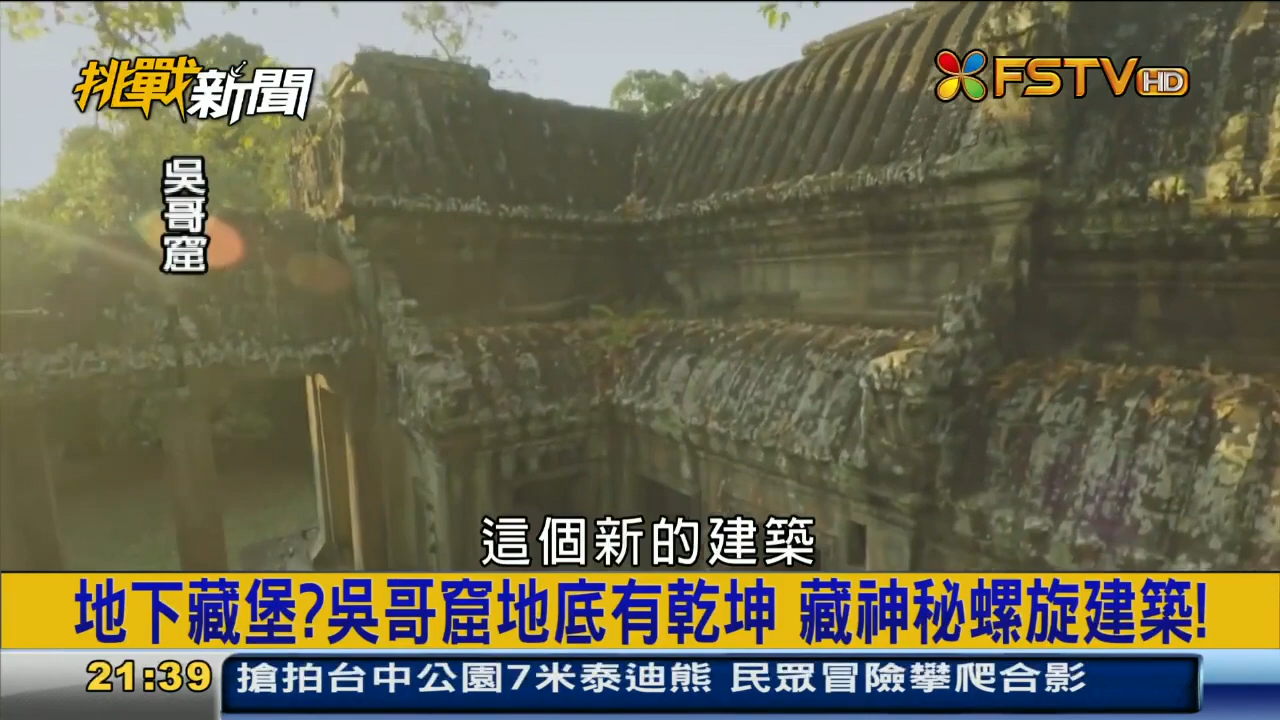 挑戰新聞
FSTV HD
吳哥窟
這個新的建築
地下藏堡?吳哥窟地底有乾坤 藏神秘螺旋建築!
21:39
搶拍台中公園7米泰迪熊 民眾冒險攀爬合影